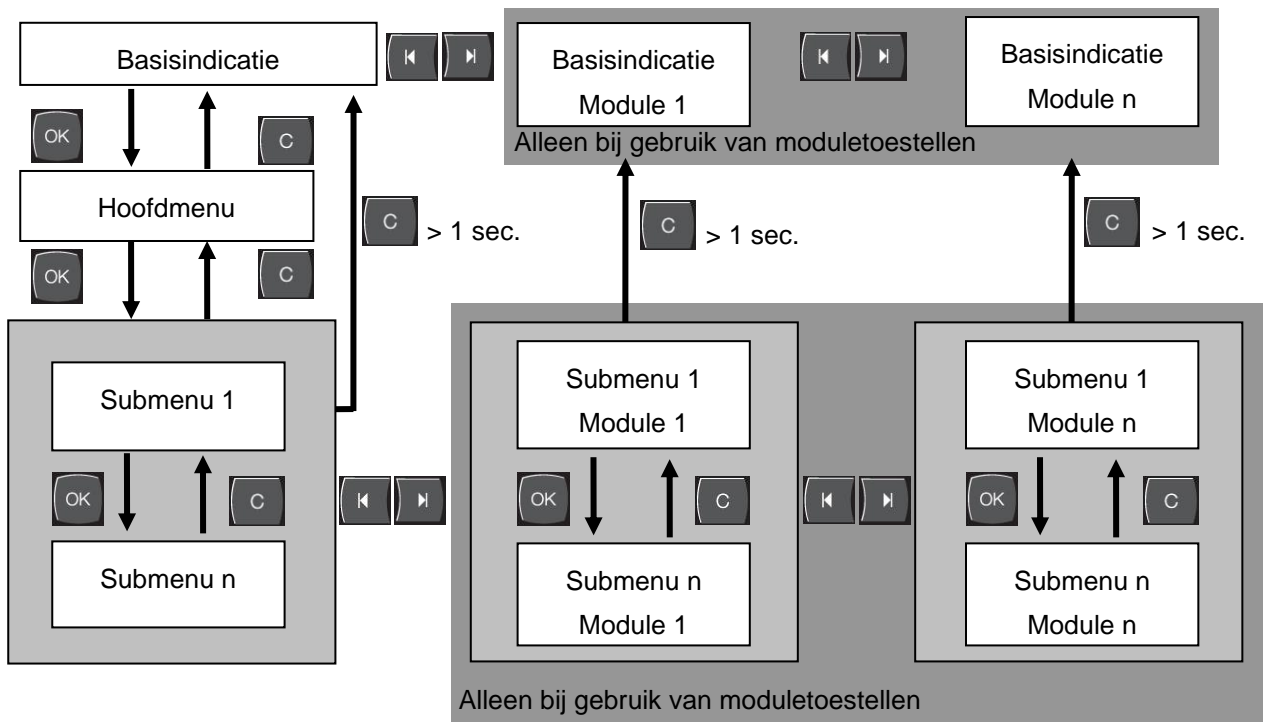 Basisindicatie
Basisindicatie
Module 1
Basisindicatie
Module n
Alleen bij gebruik van moduletoestellen
OK
C
Hoofdmenu
C
> 1 sec.
C
> 1 sec.
C
> 1 sec.
OK
C
Submenu 1
Submenu 1
Module 1
Submenu 1
Module n
OK
C
OK
C
OK
C
Submenu n
Submenu n
Module 1
Submenu n
Module n
Alleen bij gebruik van moduletoestellen